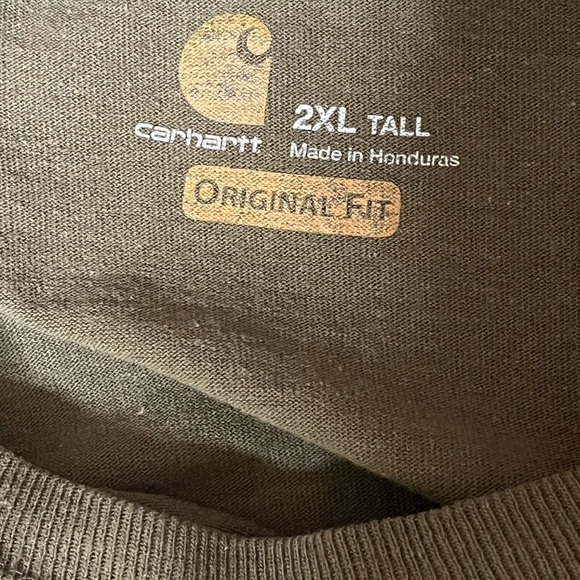 carhartt
2XL TALL
Made in Honduras
ORIGINAL FIT